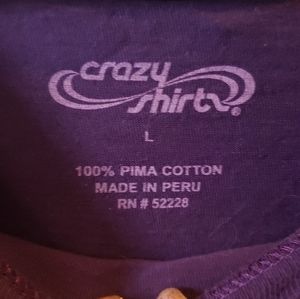 crazy
shirts®
L
100% PIMA COTTON
MADE IN PERU
RN # 52228